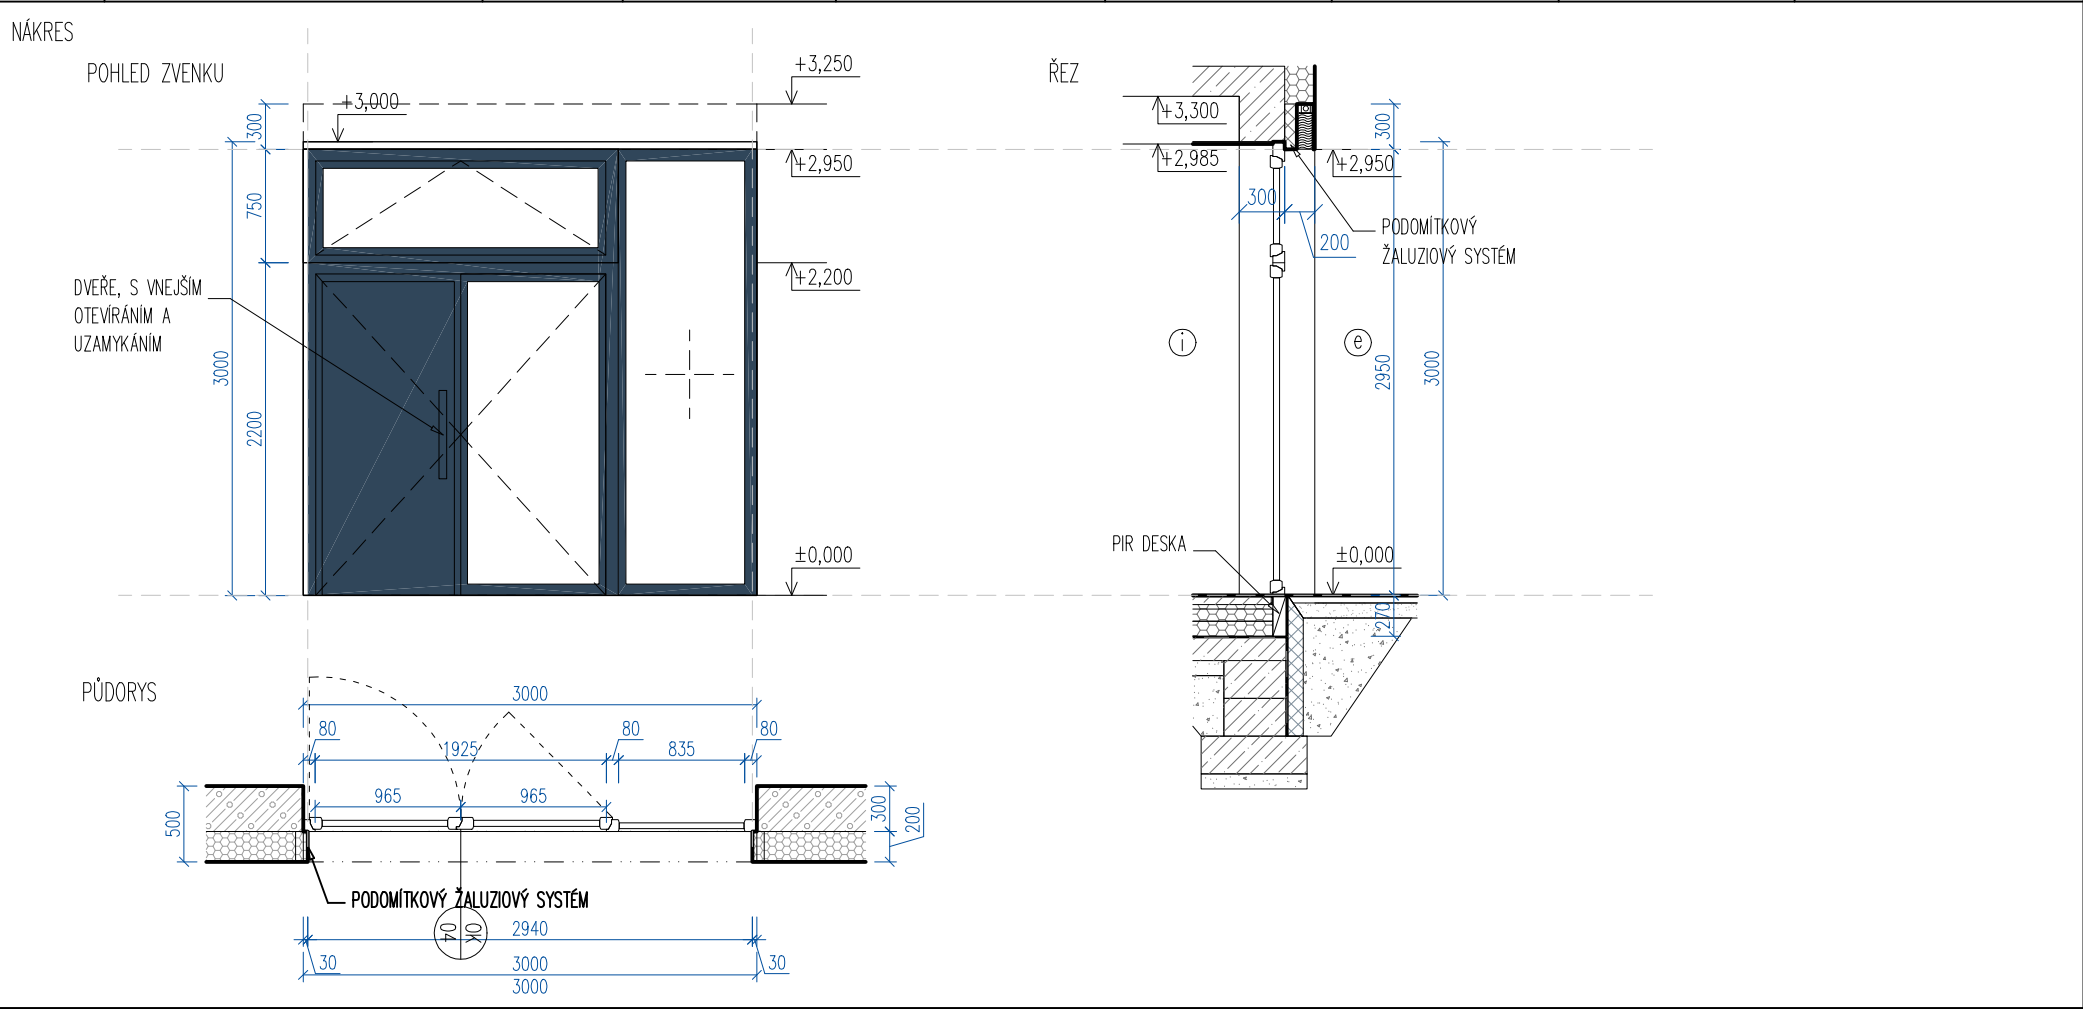 NÁKRES
POHLED ZVENKU
ŘEZ
+3,250
+3,000
300
+2,950
750
+2,200
DVEŘE, S VNEJŠÍM
OTEVÍRÁNÍM A
UZAMYKÁNÍM
3000
2200
±0,000
+3,300
+2,985
300
+2,950
300
200
PODOMÍTKOVÝ
ŽALUZIOVÝ SYSTÉM
i
e
2950
3000
PIR DESKA
±0,000
270
PŮDORYS
3000
80
80
80
1925
835
965
965
500
300
200
PODOMÍTKOVÝ ŽALUZIOVÝ SYSTÉM
OK
04
2940
30
3000
30
3000